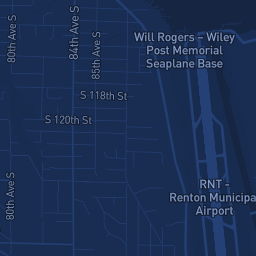 80th Ave S
84th Ave S
85th Ave S
Will Rogers – Wiley
Post Memorial
Seaplane Base
S 118th St
S 120th St
80th Ave S
RNT –
Renton Municipa
Airport